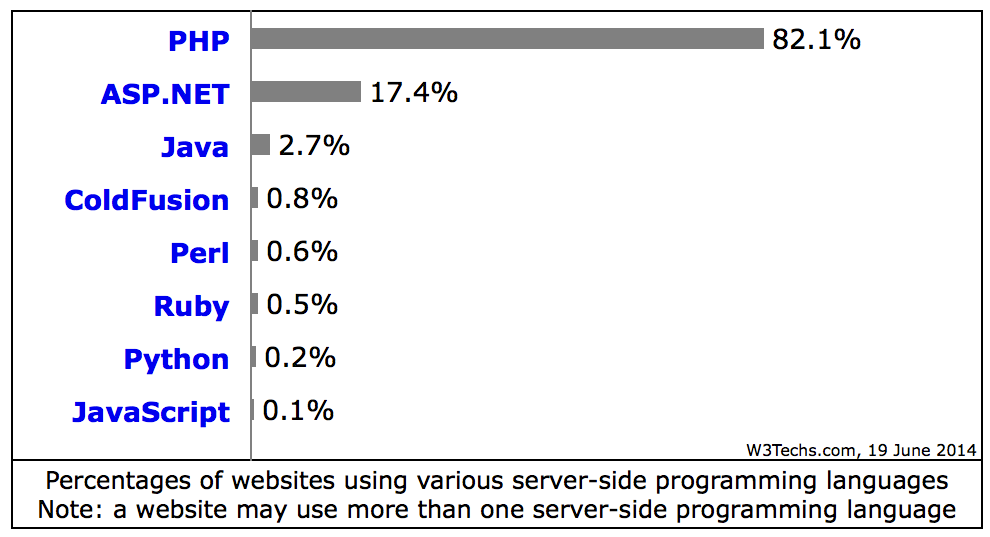 PHP 82.1%
ASP.NET 17.4%
Java 2.7%
ColdFusion 0.8%
Perl 0.6%
Ruby 0.5%
Python 0.2%
JavaScript 0.1%
W3Techs.com, 19 June 2014
Percentages of websites using various server-side programming languages
Note: a website may use more than one server-side programming language